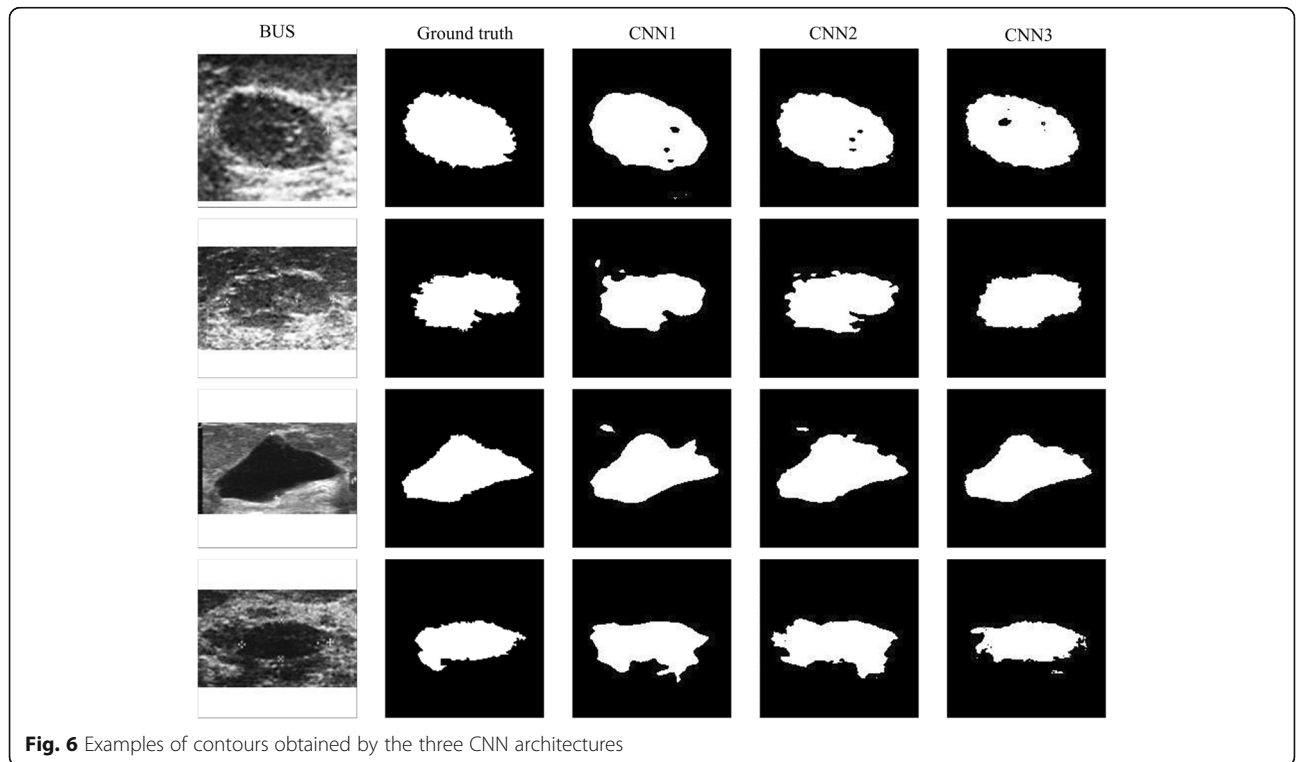 BUS Ground truth CNN1 CNN2 CNN3
Fig. 6 Examples of contours obtained by the three CNN architectures